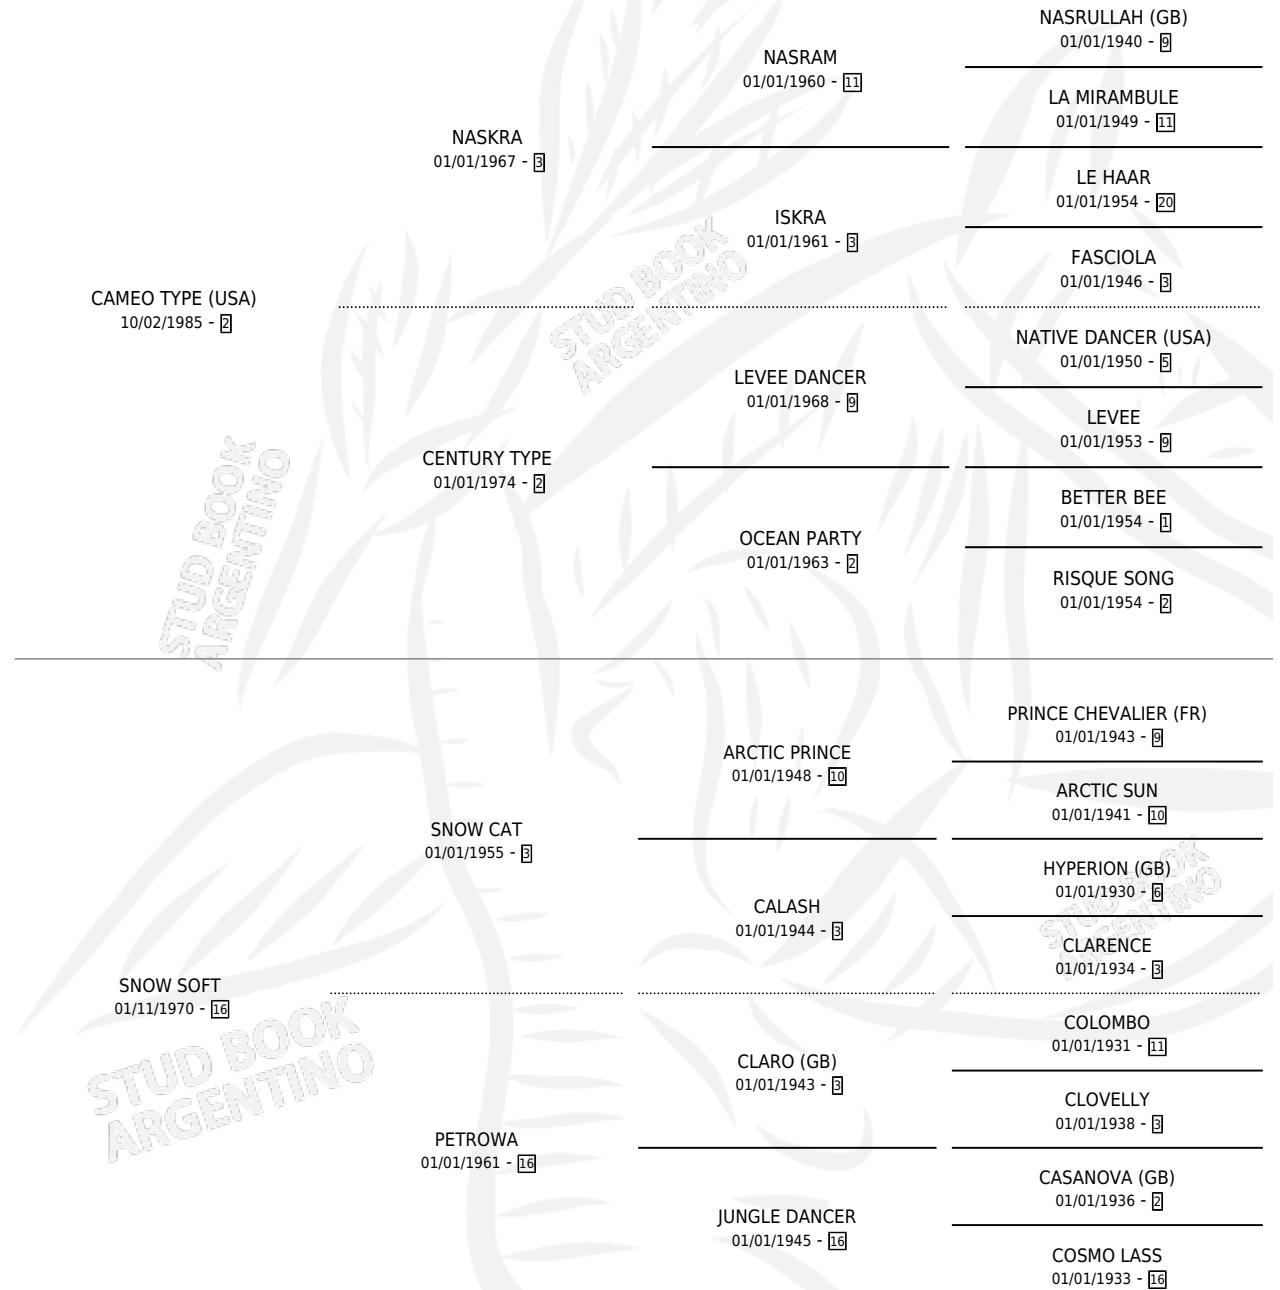 NASRULLAH (GB)
01/01/1940 - 9
NASRAM
01/01/1960 - 11
LA MIRAMBULE
01/01/1949 - 11
NASKRA
01/01/1967 - 3
LE HAAR
01/01/1954 - 20
ISKRA
01/01/1961 - 3
FASCIOLA
01/01/1946 - 3
CAMEO TYPE (USA)
10/02/1985 - 2
STUD BOOK
ARGENTINO
NATIVE DANCER (USA)
01/01/1950 - 5
LEVEE DANCER
01/01/1968 - 9
LEVEE
01/01/1953 - 9
CENTURY TYPE
01/01/1974 - 2
BETTER BEE
01/01/1954 - 1
OCEAN PARTY
01/01/1963 - 2
RISQUE SONG
01/01/1954 - 2
STUD BOOK
ARGENTINO
PRINCE CHEVALIER (FR)
01/01/1943 - 9
ARCTIC PRINCE
01/01/1948 - 10
ARCTIC SUN
01/01/1941 - 10
SNOW CAT
01/01/1955 - 3
HYPERION (GB)
01/01/1930 - 6
CALASH
01/01/1944 - 3
CLARENCE
01/01/1934 - 3
STUD BOOK
ARGENTINO
SNOW SOFT
01/11/1970 - 16
COLOMBO
01/01/1931 - 11
CLARO (GB)
01/01/1943 - 3
CLOVELLY
01/01/1938 - 3
STUD BOOK
ARGENTINO
PETROWA
01/01/1961 - 16
CASANOVA (GB)
01/01/1936 - 2
JUNGLE DANCER
01/01/1945 - 16
COSMO LASS
01/01/1933 - 16